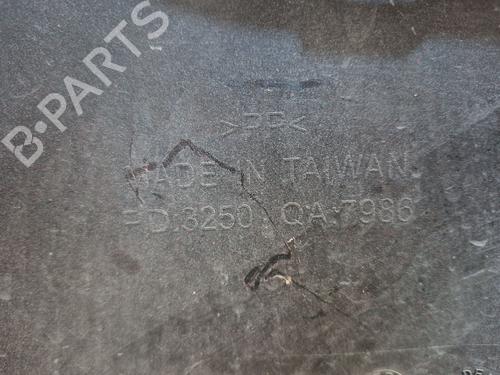 B-PARTS
>PP<
MADE IN TAIWAN.
FD:3250 QA:7986